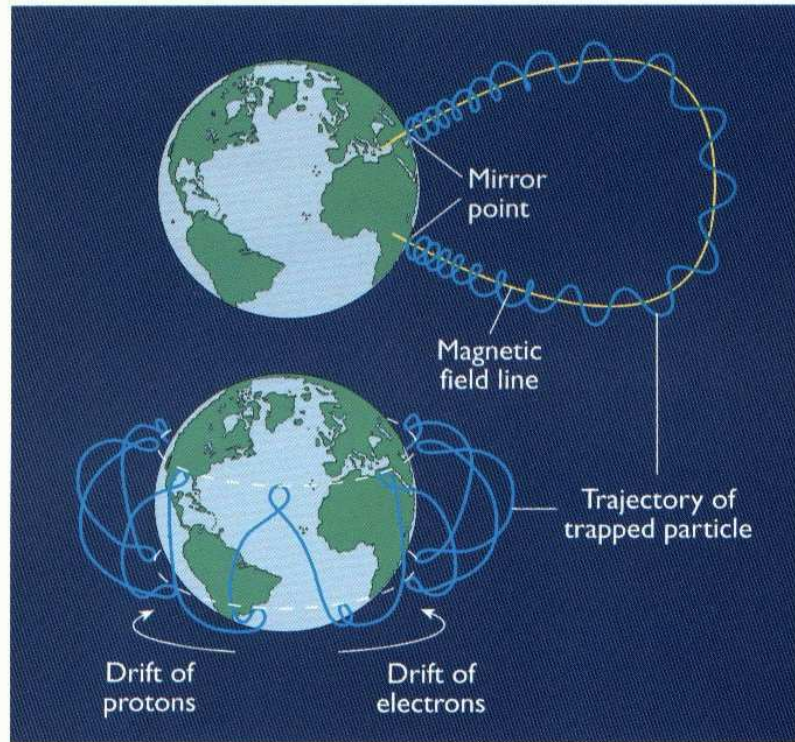 Mirror
point
Magnetic
field line
Trajectory of
trapped particle
Drift of
protons
Drift of
electrons